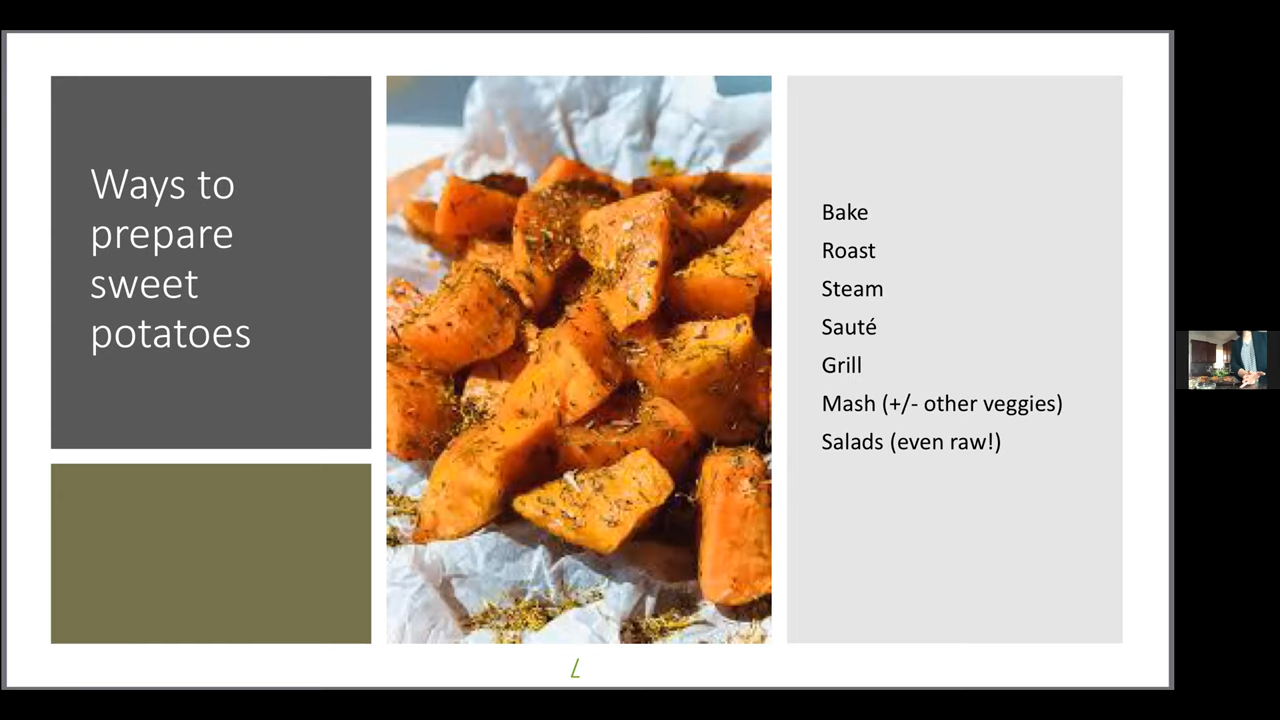 Ways to
prepare
sweet
potatoes
Bake
Roast
Steam
Sauté
Grill
Mash (+/- other veggies)
Salads (even raw!)